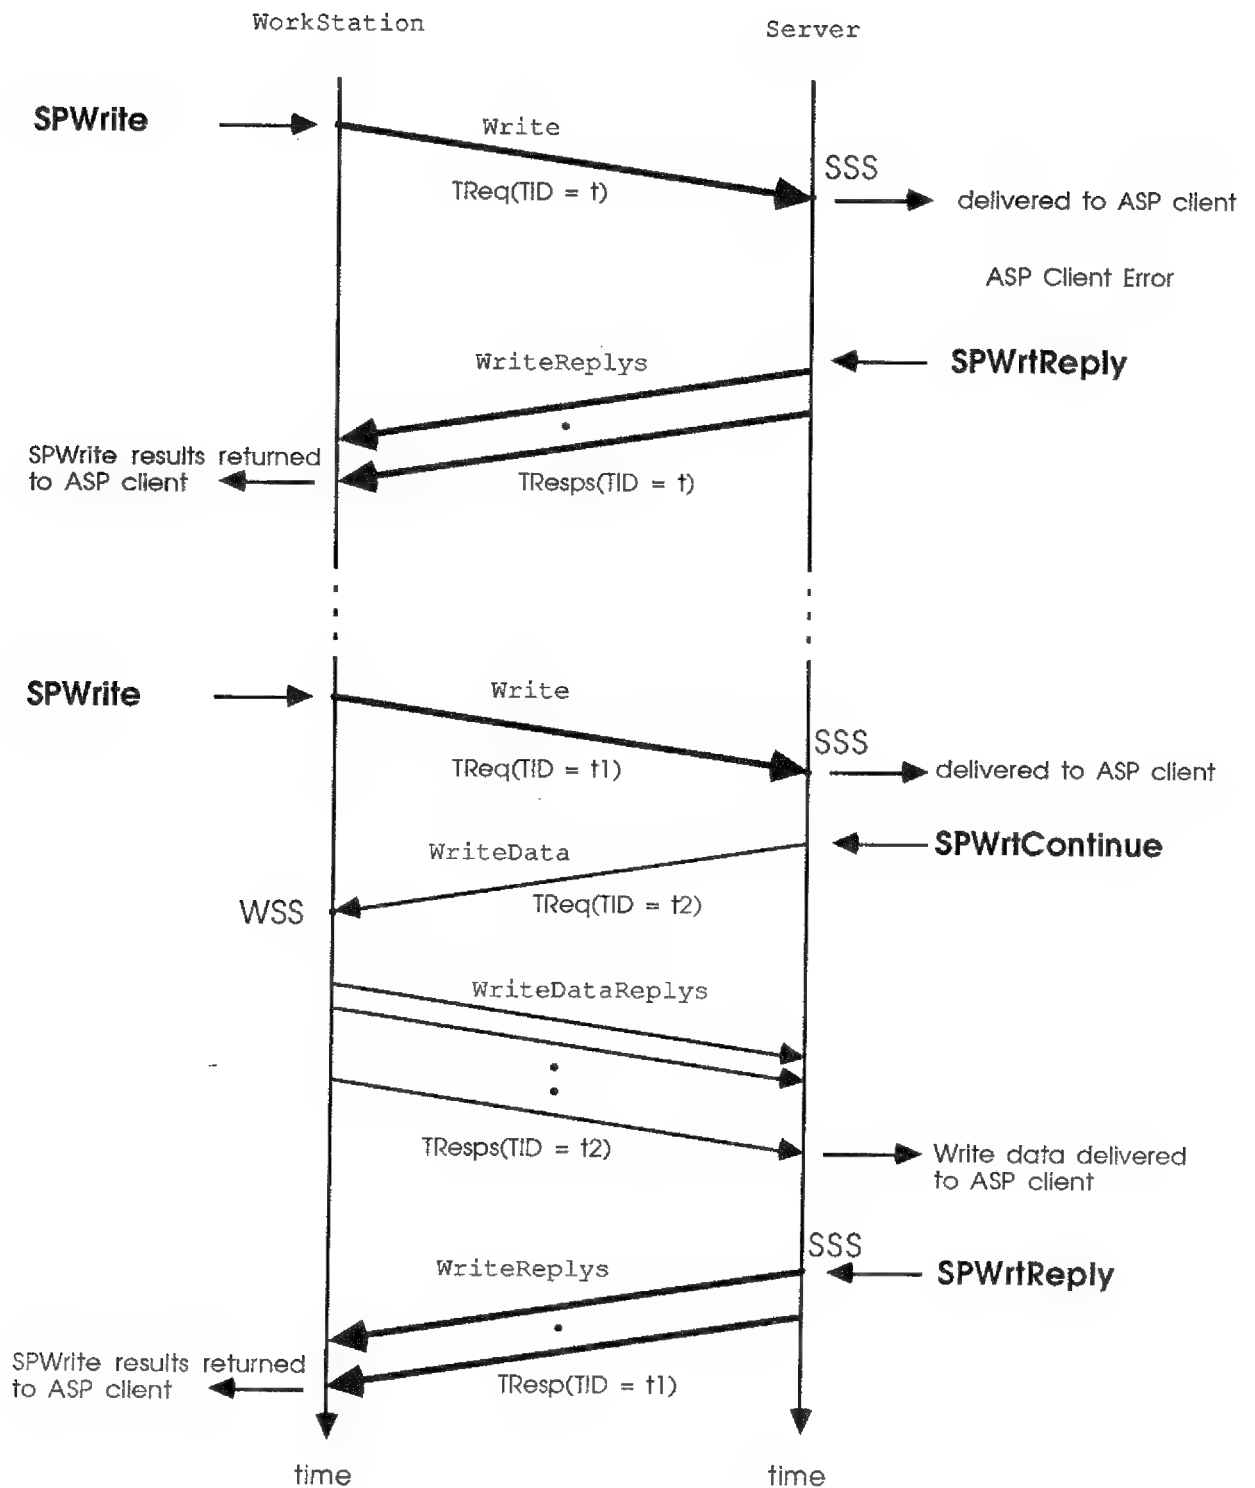 WorkStation
Server
SPWrite
Write
TReq(TID = t)
SSS
delivered to ASP client
ASP Client Error
WriteReplys
SPWrtReply
SPWrite results returned
to ASP client
TResps(TID = t)
SPWrite
Write
TReq(TID = t1)
SSS
delivered to ASP client
SPWrtContinue
WriteData
TReq(TID = t2)
WSS
WriteDataReplys
TResps(TID = t2)
Write data delivered
to ASP client
SSS
WriteReplys
SPWrtReply
SPWrite results returned
to ASP client
TResp(TID = t1)
time
time